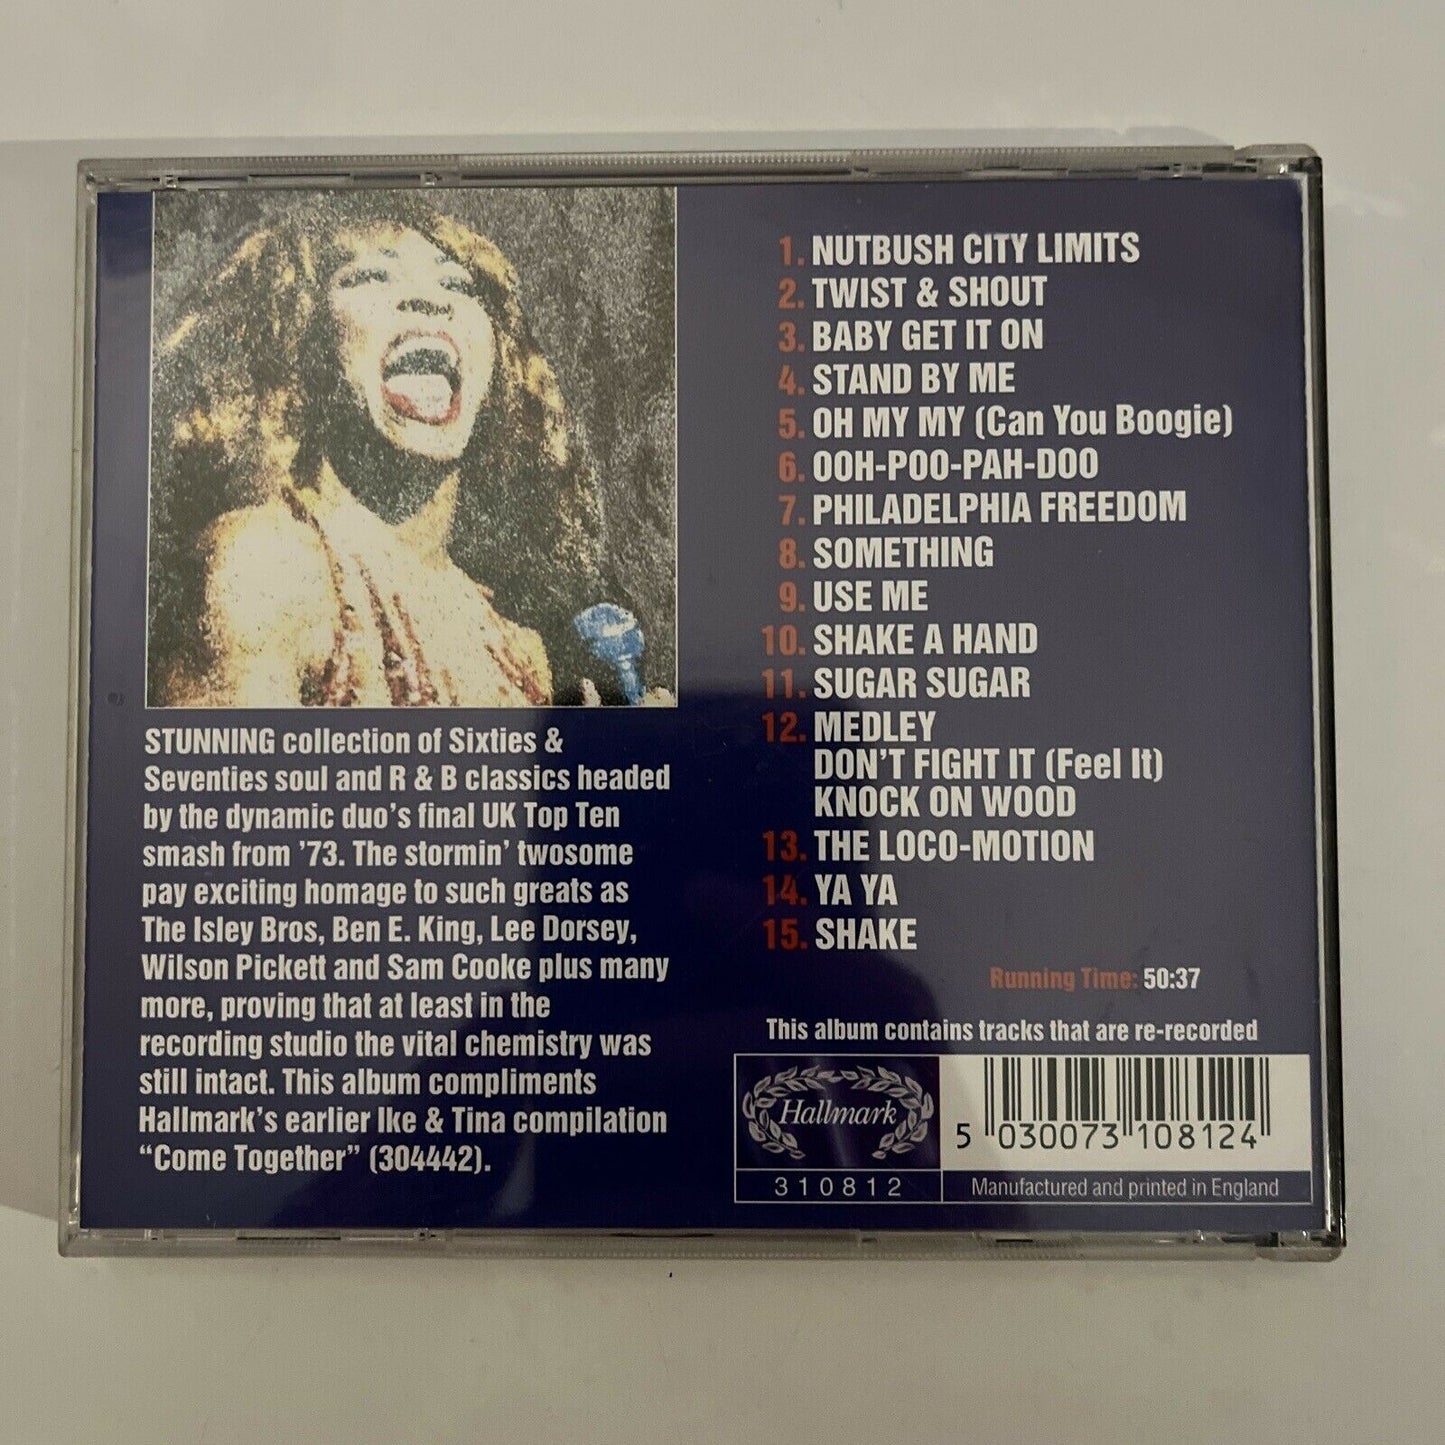 1. NUTBUSH CITY LIMITS
2. TWIST & SHOUT
3. BABY GET IT ON
4. STAND BY ME
5. OH MY MY (Can You Boogie)
6. OOH-POO-PAH-DOO
7. PHILADELPHIA FREEDOM
8. SOMETHING
9. USE ME
10. SHAKE A HAND
11. SUGAR SUGAR
12. MEDLEY
DON'T FIGHT IT (Feel It)
KNOCK ON WOOD
13. THE LOCO-MOTION
14. YA YA
15. SHAKE
Running Time: 50:37
This album contains tracks that are re-recorded
STUNNING collection of Sixties &
Seventies soul and R & B classics headed
by the dynamic duo's final UK Top Ten
smash from '73. The stormin' twosome
pay exciting homage to such greats as
The Isley Bros, Ben E. King, Lee Dorsey,
Wilson Pickett and Sam Cooke plus many
more, proving that at least in the
recording studio the vital chemistry was
still intact. This album compliments
Hallmark's earlier Ike & Tina compilation
“Come Together” (304442).
Hallmark
310812
5 030073 108124
Manufactured and printed in England